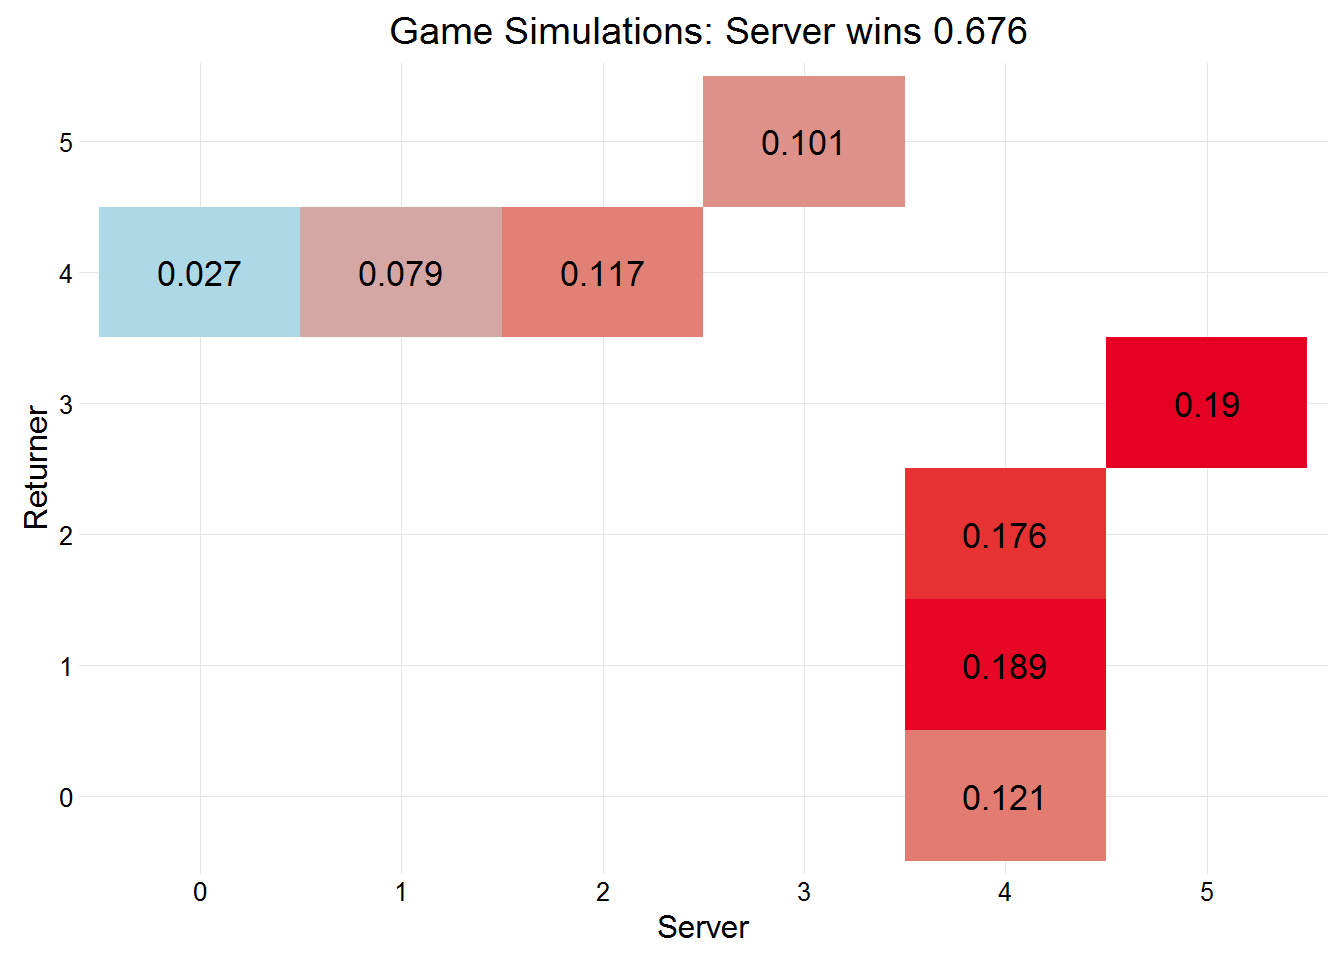 Game Simulations: Server wins 0.676
5
0.101
4
0.027 0.079 0.117
3
0.19
Returner
2
0.176
1
0.189
0
0.121
0 1 2 3 4 5
Server